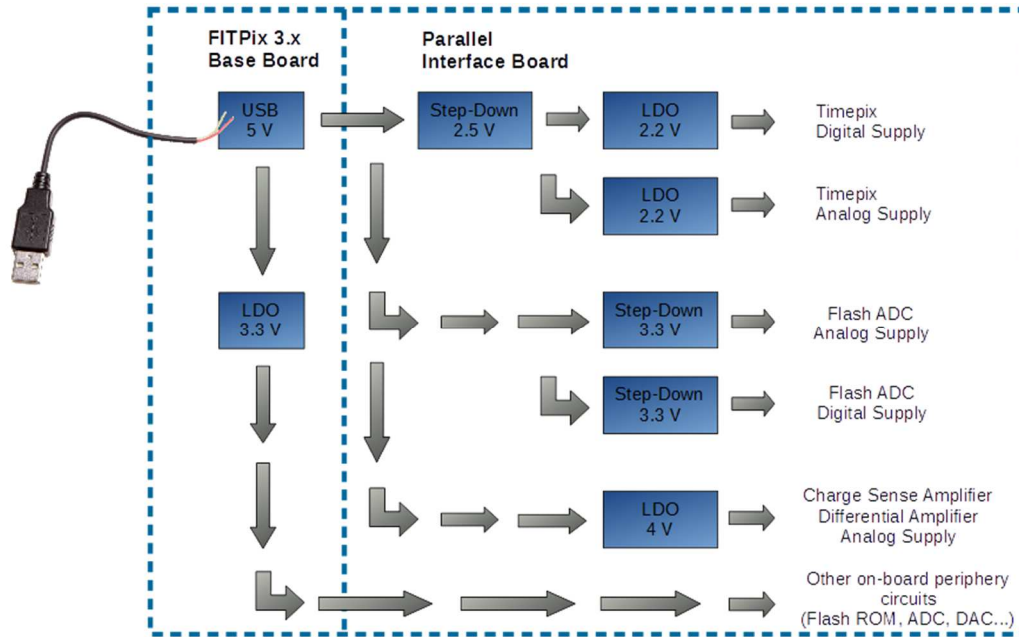 FITPix 3.x
Base Board
Parallel
Interface Board
USB
5 V
Step-Down
2.5 V
LDO
2.2 V
Timepix
Digital Supply
LDO
2.2 V
Timepix
Analog Supply
LDO
3.3 V
Step-Down
3.3 V
Flash ADC
Analog Supply
Step-Down
3.3 V
Flash ADC
Digital Supply
LDO
4 V
Charge Sense Amplifier
Differential Amplifier
Analog Supply
Other on-board periphery
circuits
(Flash ROM, ADC, DAC...)